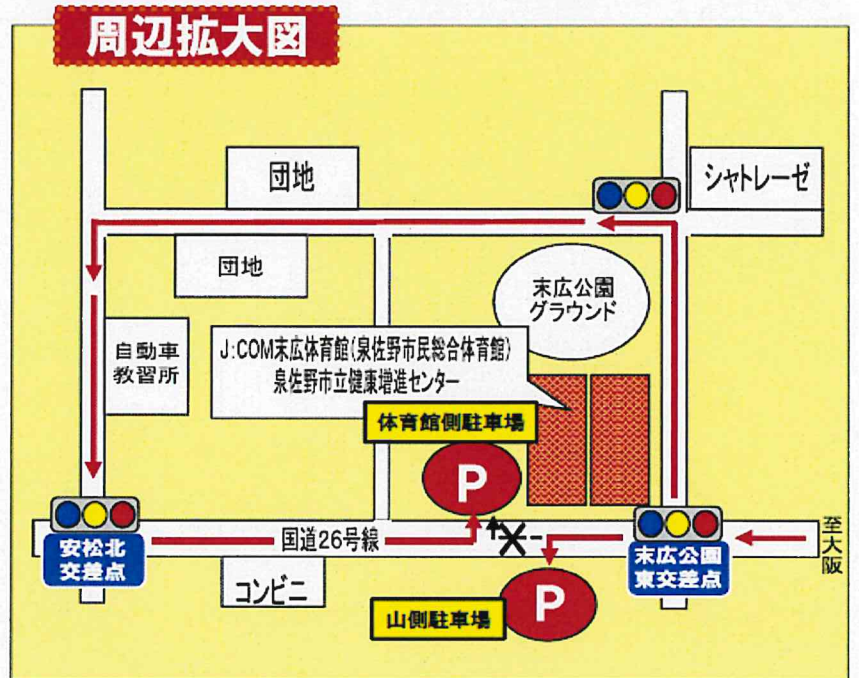 周辺拡大図
団地
シャトレーゼ
団地
末広公園
グラウンド
自動車
教習所
J:COM末広体育館(泉佐野市民総合体育館)
泉佐野市立健康増進センター
体育館側駐車場
P
安松北
交差点
国道26号線
末広公園
東交差点
至大阪
コンビニ
山側駐車場
P